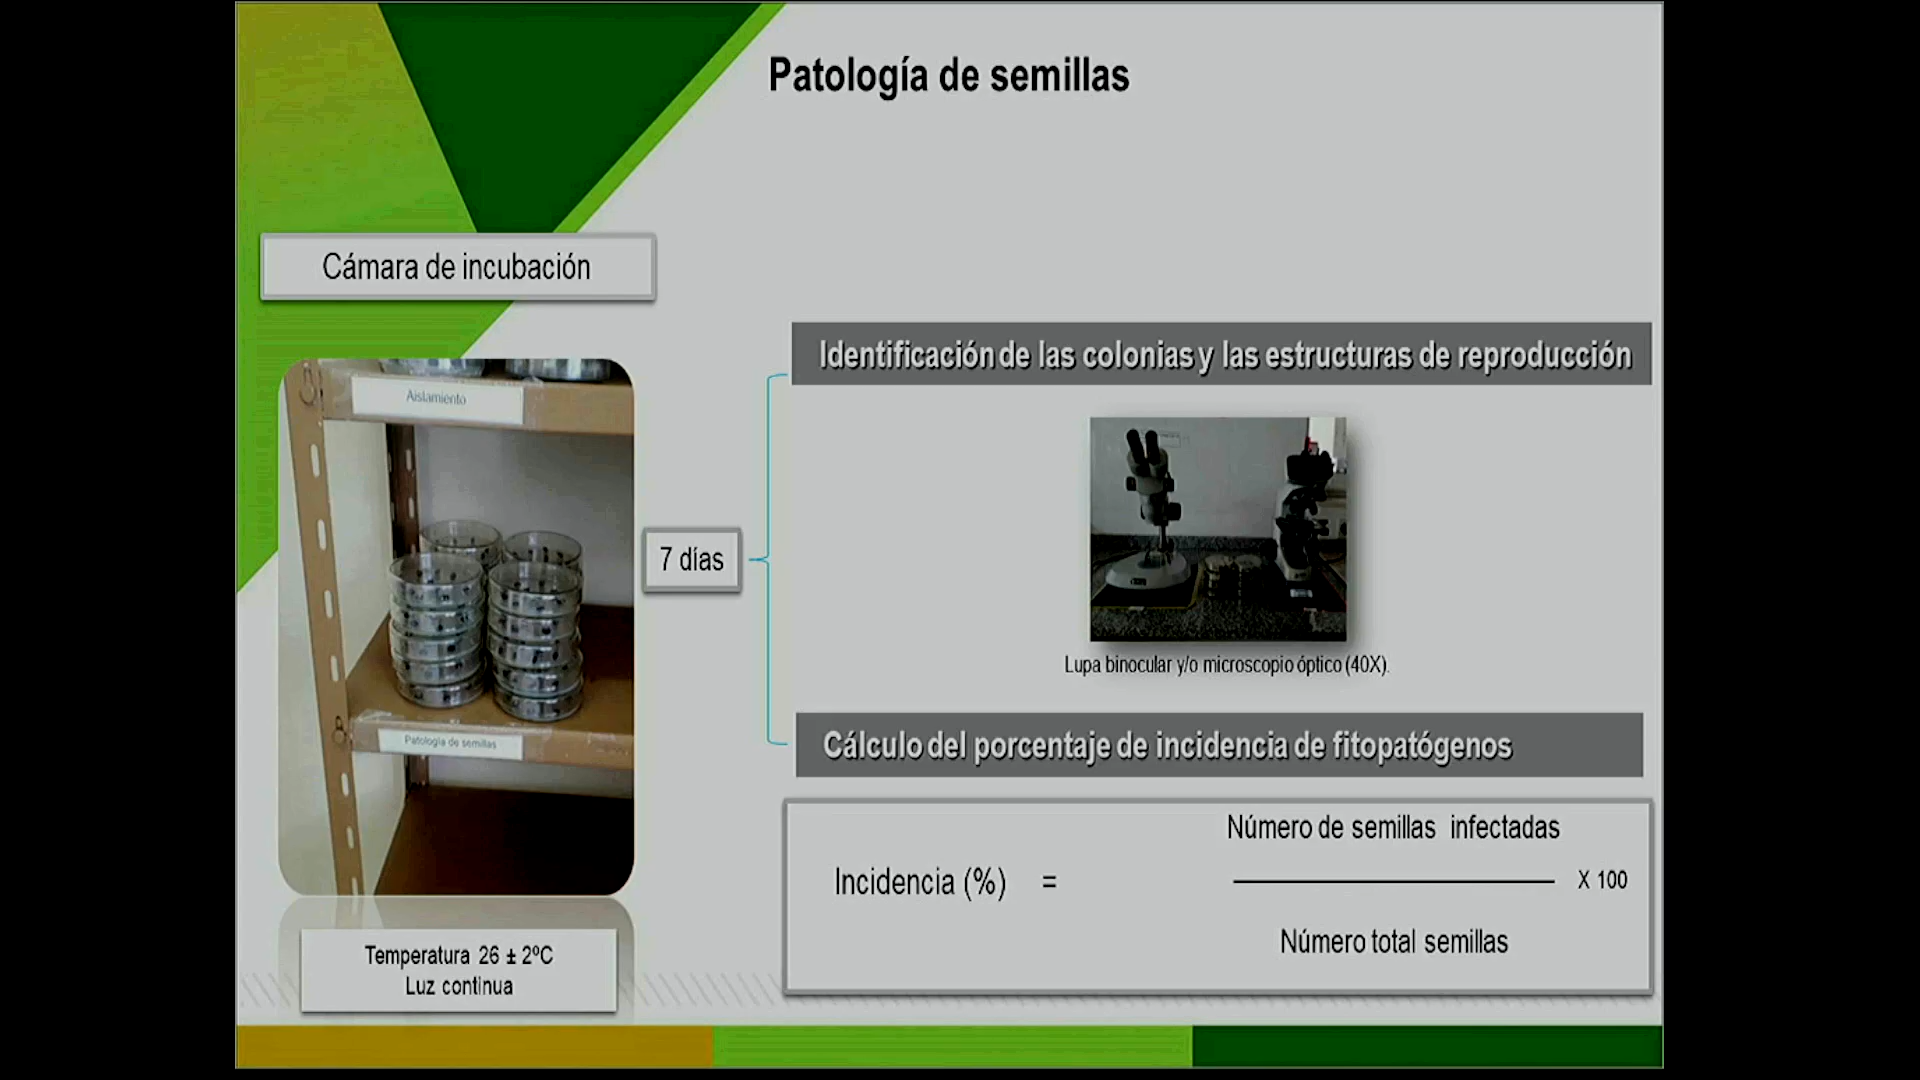 Patología de semillas
Cámara de incubación
Identificación de las colonias y las estructuras de reproducción
Aislamiento
7 días
Lupa binocular y/o microscopio óptico (40X).
Patología de semillas
Cálculo del porcentaje de incidencia de fitopatógenos
Número de semillas infectadas
Incidencia (%) =
X 100
Número total semillas
Temperatura 26 ± 2ºC
Luz continua